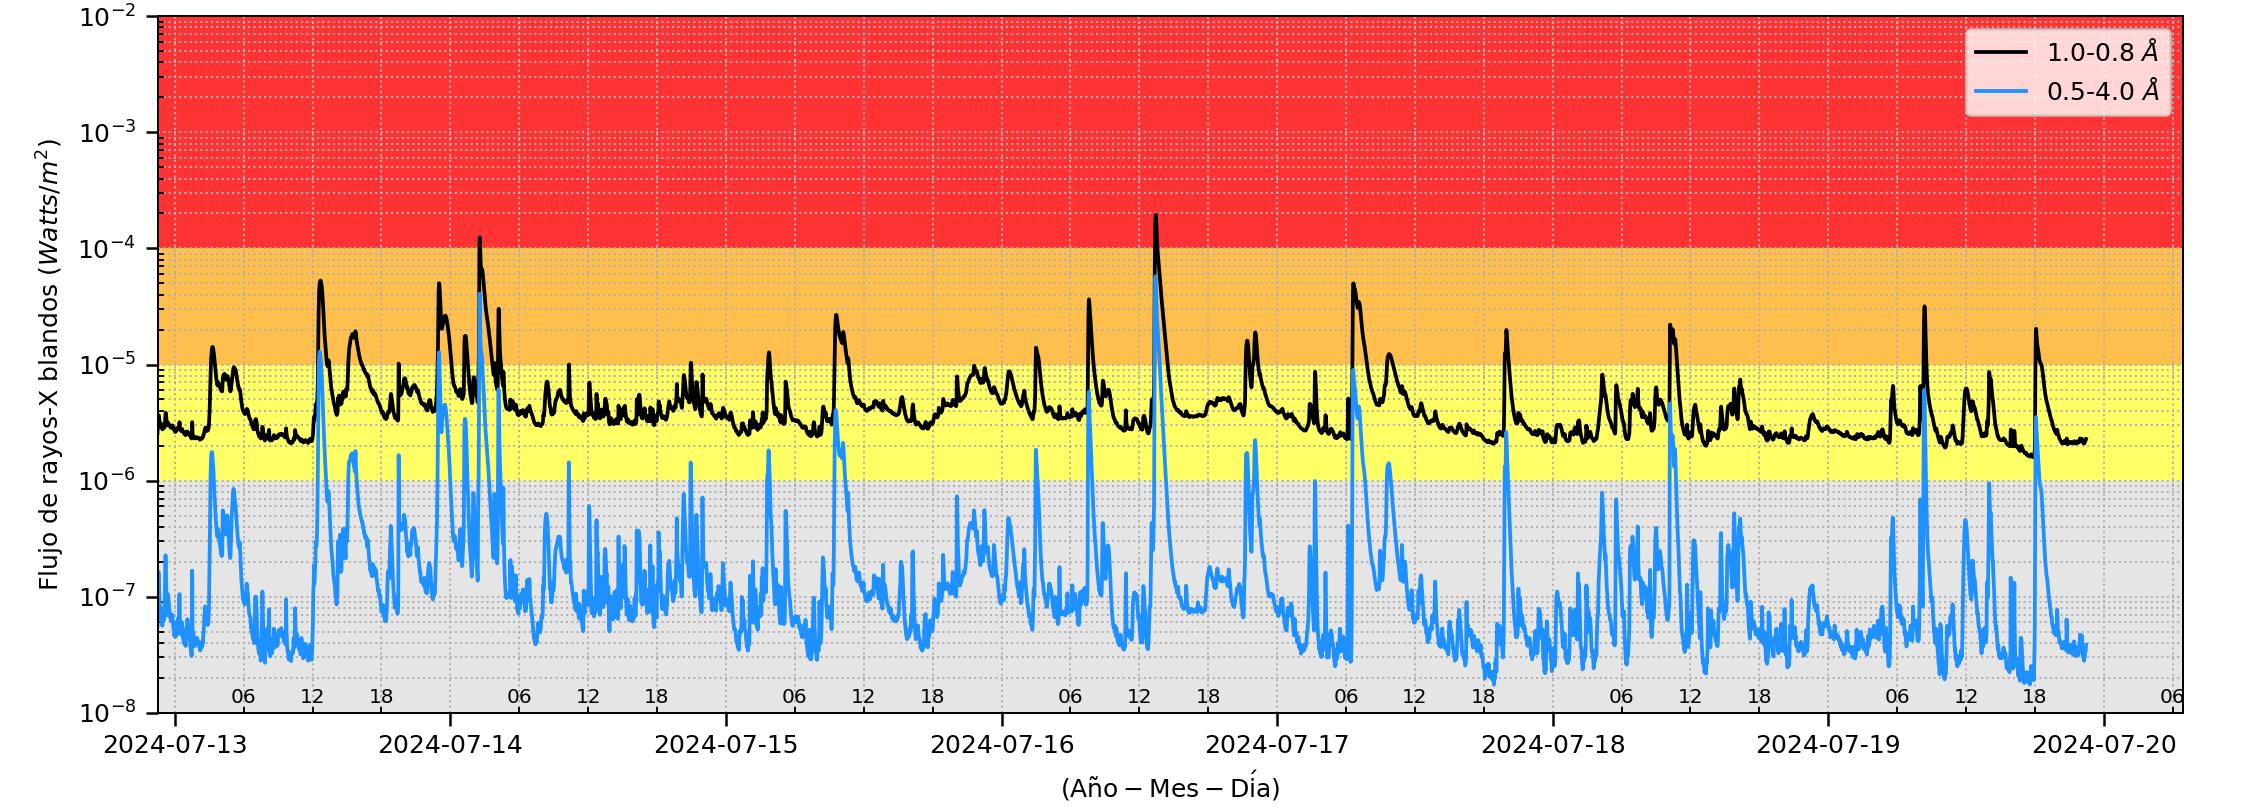 10⁻²
10⁻³
10⁻⁴
10⁻⁵
10⁻⁶
10⁻⁷
10⁻⁸
Flujo de rayos-X blandos (Watts/m²)
1.0-0.8 Å
0.5-4.0 Å
06 12 18 06 12 18 06 12 18 06 12 18 06 12 18 06 12 18 06 12 18 06
2024-07-13 2024-07-14 2024-07-15 2024-07-16 2024-07-17 2024-07-18 2024-07-19 2024-07-20
(Año − Mes − Día)